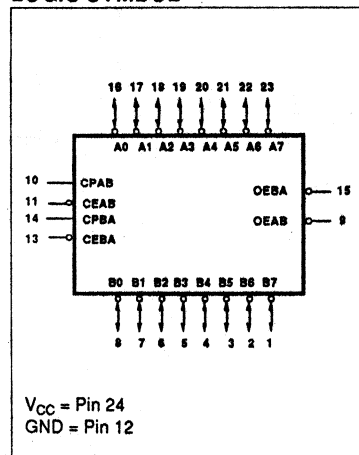 LOGIC SYMBOL
16 17 18 19 20 21 22 23
A0 A1 A2 A3 A4 A5 A6 A7
10 CPAB
11 CEAB
14 CPBA
13 CEBA
OEBA 15
OEAB 9
B0 B1 B2 B3 B4 B5 B6 B7
8 7 6 5 4 3 2 1
VCC = Pin 24
GND = Pin 12